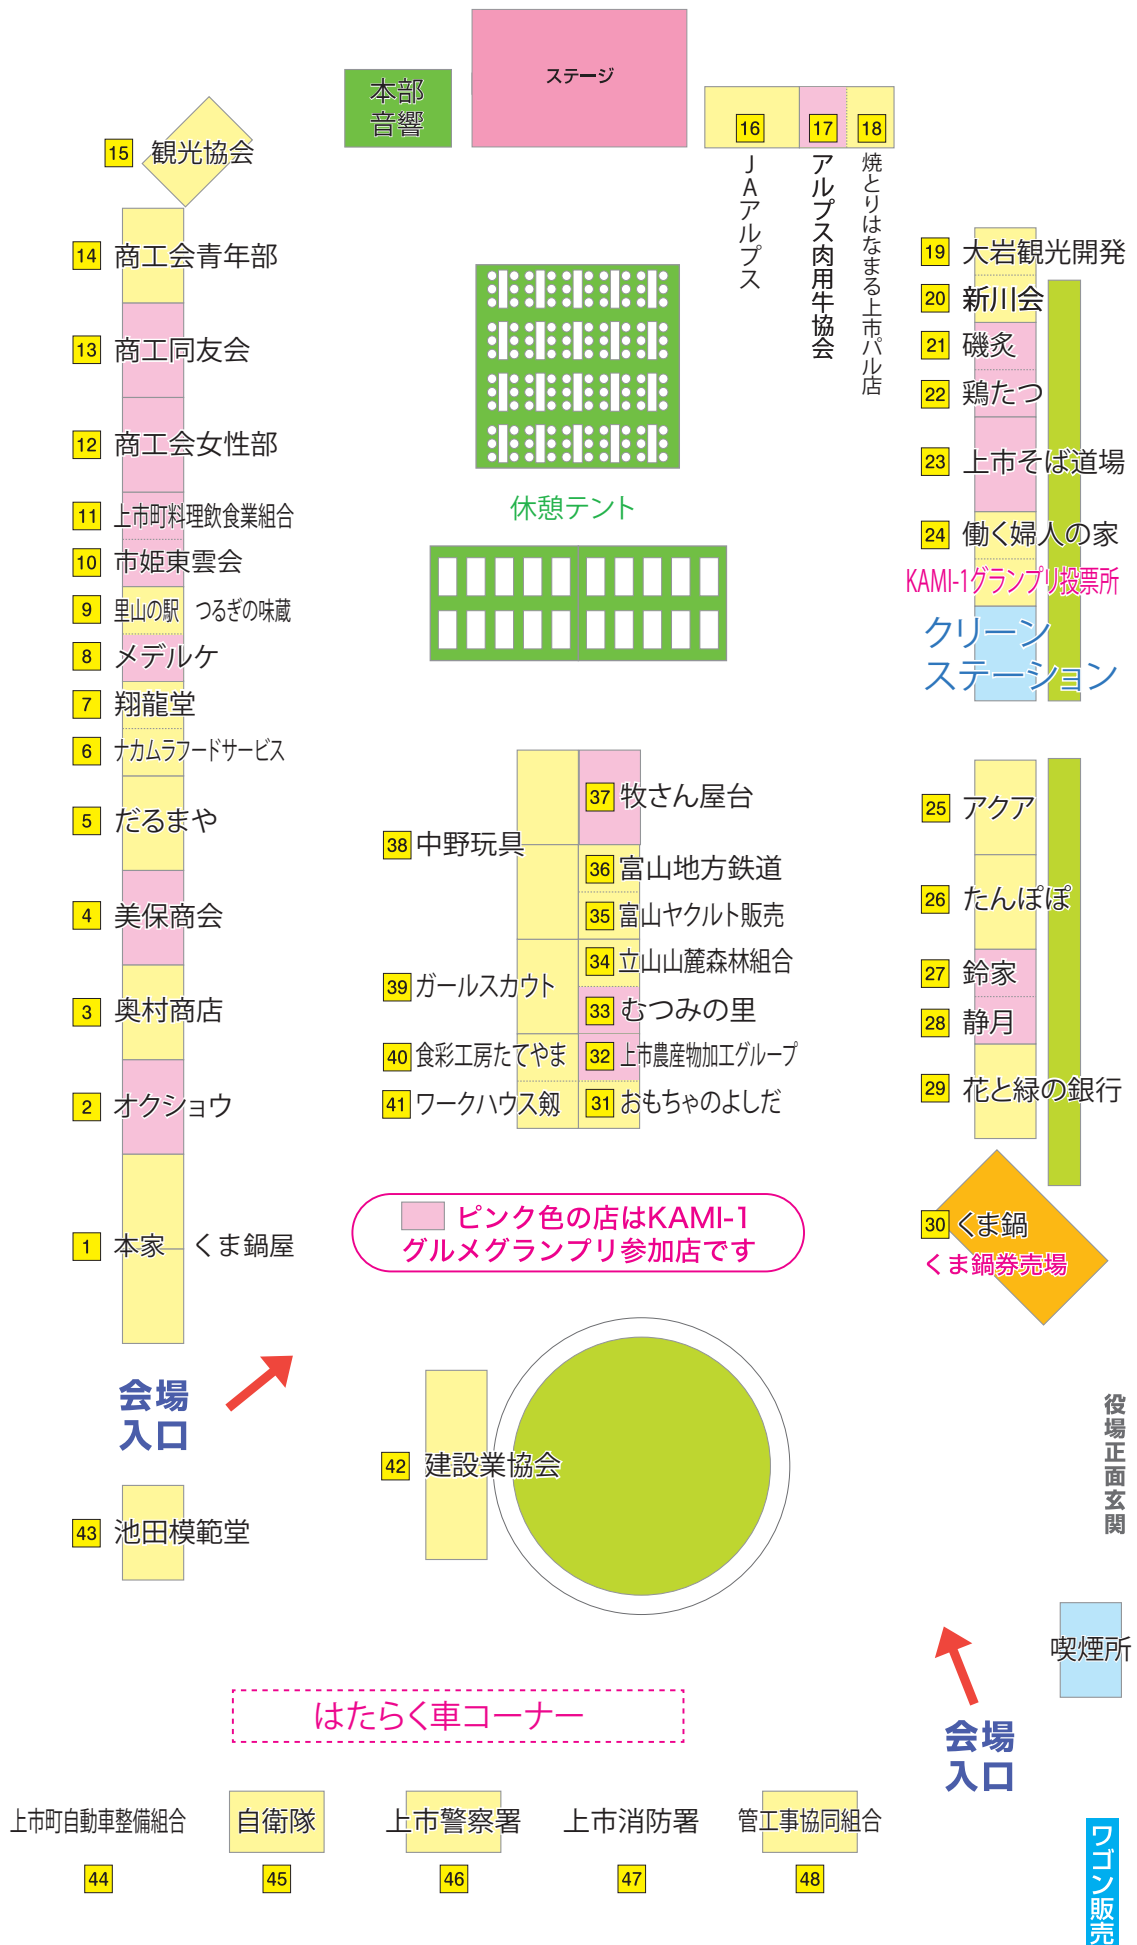 ステージ
本部
音響
16
17
18
JAアルプス
アルプス肉用牛協会
焼とりはなまる上市パル店
15 観光協会
14 商工会青年部
13 商工同友会
12 商工会女性部
11 上市町料理飲食業組合
10 市姫東雲会
9 里山の駅 つるぎの味蔵
8 メデルケ
7 翔龍堂
6 ナカムラフードサービス
5 だるまや
4 美保商会
3 奥村商店
2 オクショウ
1 本家 くま鍋屋
休憩テント
19 大岩観光開発
20 新川会
21 磯炙
22 鶏たつ
23 上市そば道場
24 働く婦人の家
KAMI-1グランプリ投票所
クリーン
ステーション
37 牧さん屋台
38 中野玩具
36 富山地方鉄道
35 富山ヤクルト販売
34 立山山麓森林組合
39 ガールスカウト
33 むつみの里
40 食彩工房たてやま
32 上市農産物加工グループ
41 ワークハウス剱
31 おもちゃのよしだ
25 アクア
26 たんぽぽ
27 鈴家
28 静月
29 花と緑の銀行
30 くま鍋
くま鍋券売場
ピンク色の店はKAMI-1
グルメグランプリ参加店です
会場
入口
42 建設業協会
43 池田模範堂
役場正面玄関
喫煙所
はたらく車コーナー
会場
入口
上市町自動車整備組合
自衛隊
上市警察署
上市消防署
管工事協同組合
44
45
46
47
48
ワゴン販売